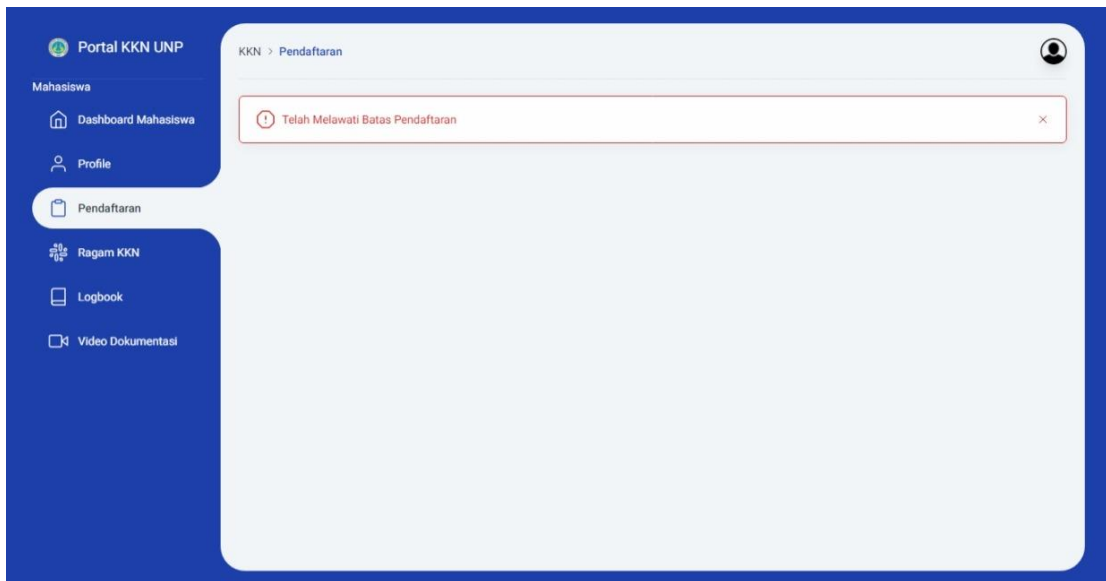 Portal KKN UNP
Mahasiswa
Dashboard Mahasiswa
Profile
Pendaftaran
Ragam KKN
Logbook
Video Dokumentasi
KKN > Pendaftaran
Telah Melawati Batas Pendaftaran